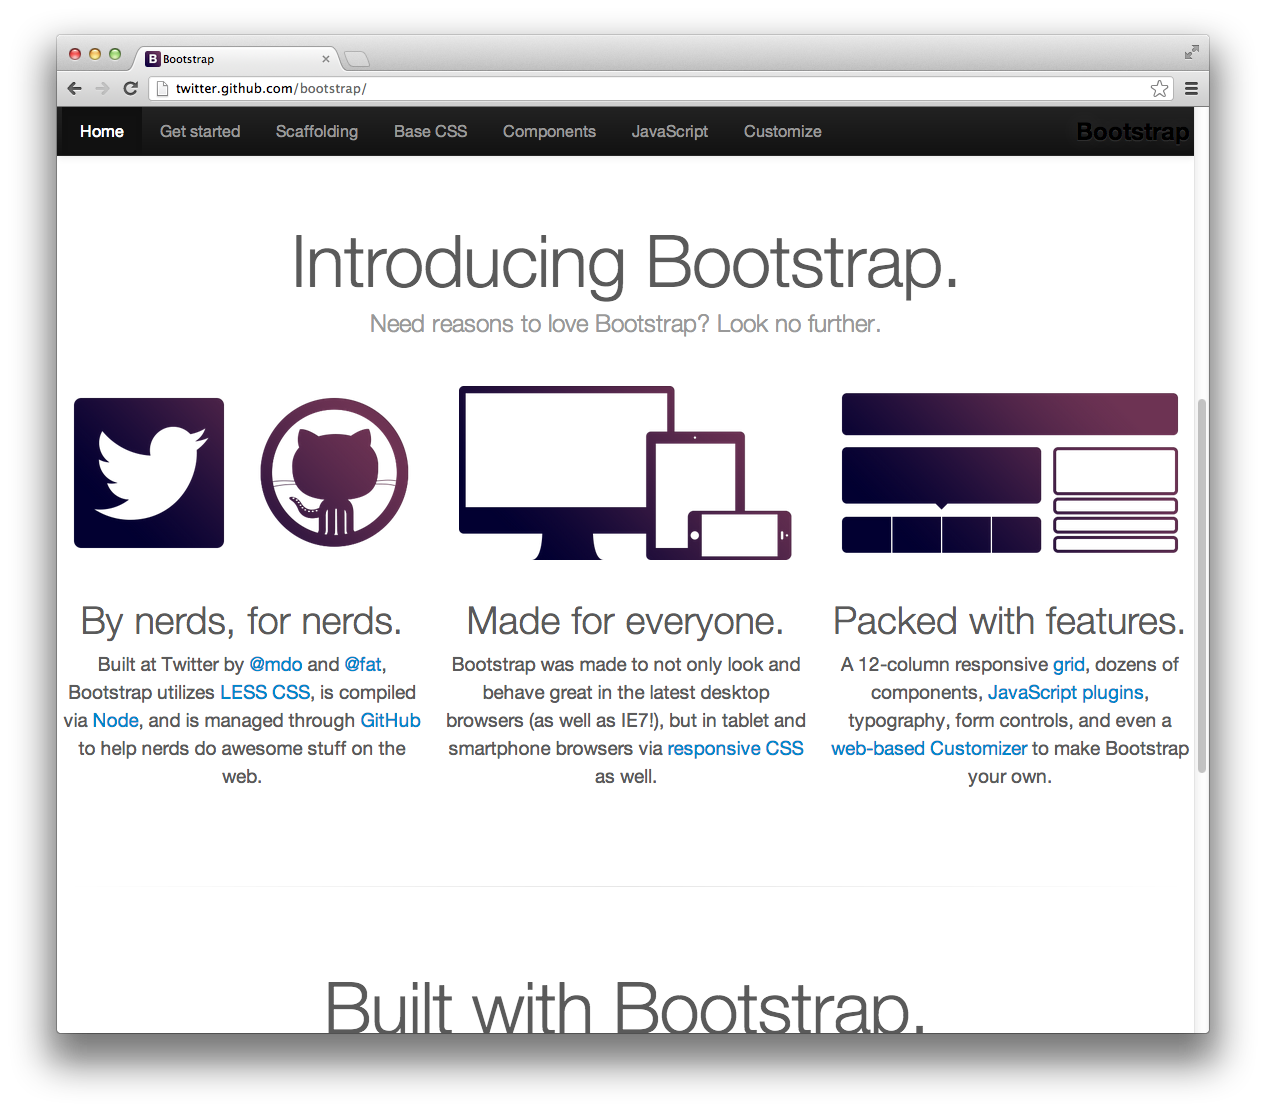 Bootstrap
twitter.github.com/bootstrap/
Home Get started Scaffolding Base CSS Components JavaScript Customize Bootstrap
Introducing Bootstrap.
Need reasons to love Bootstrap? Look no further.
By nerds, for nerds.
Built at Twitter by @mdo and @fat,
Bootstrap utilizes LESS CSS, is compiled
via Node, and is managed through GitHub
to help nerds do awesome stuff on the
web.
Made for everyone.
Bootstrap was made to not only look and
behave great in the latest desktop
browsers (as well as IE7!), but in tablet and
smartphone browsers via responsive CSS
as well.
Packed with features.
A 12-column responsive grid, dozens of
components, JavaScript plugins,
typography, form controls, and even a
web-based Customizer to make Bootstrap
your own.
Built with Bootstrap.